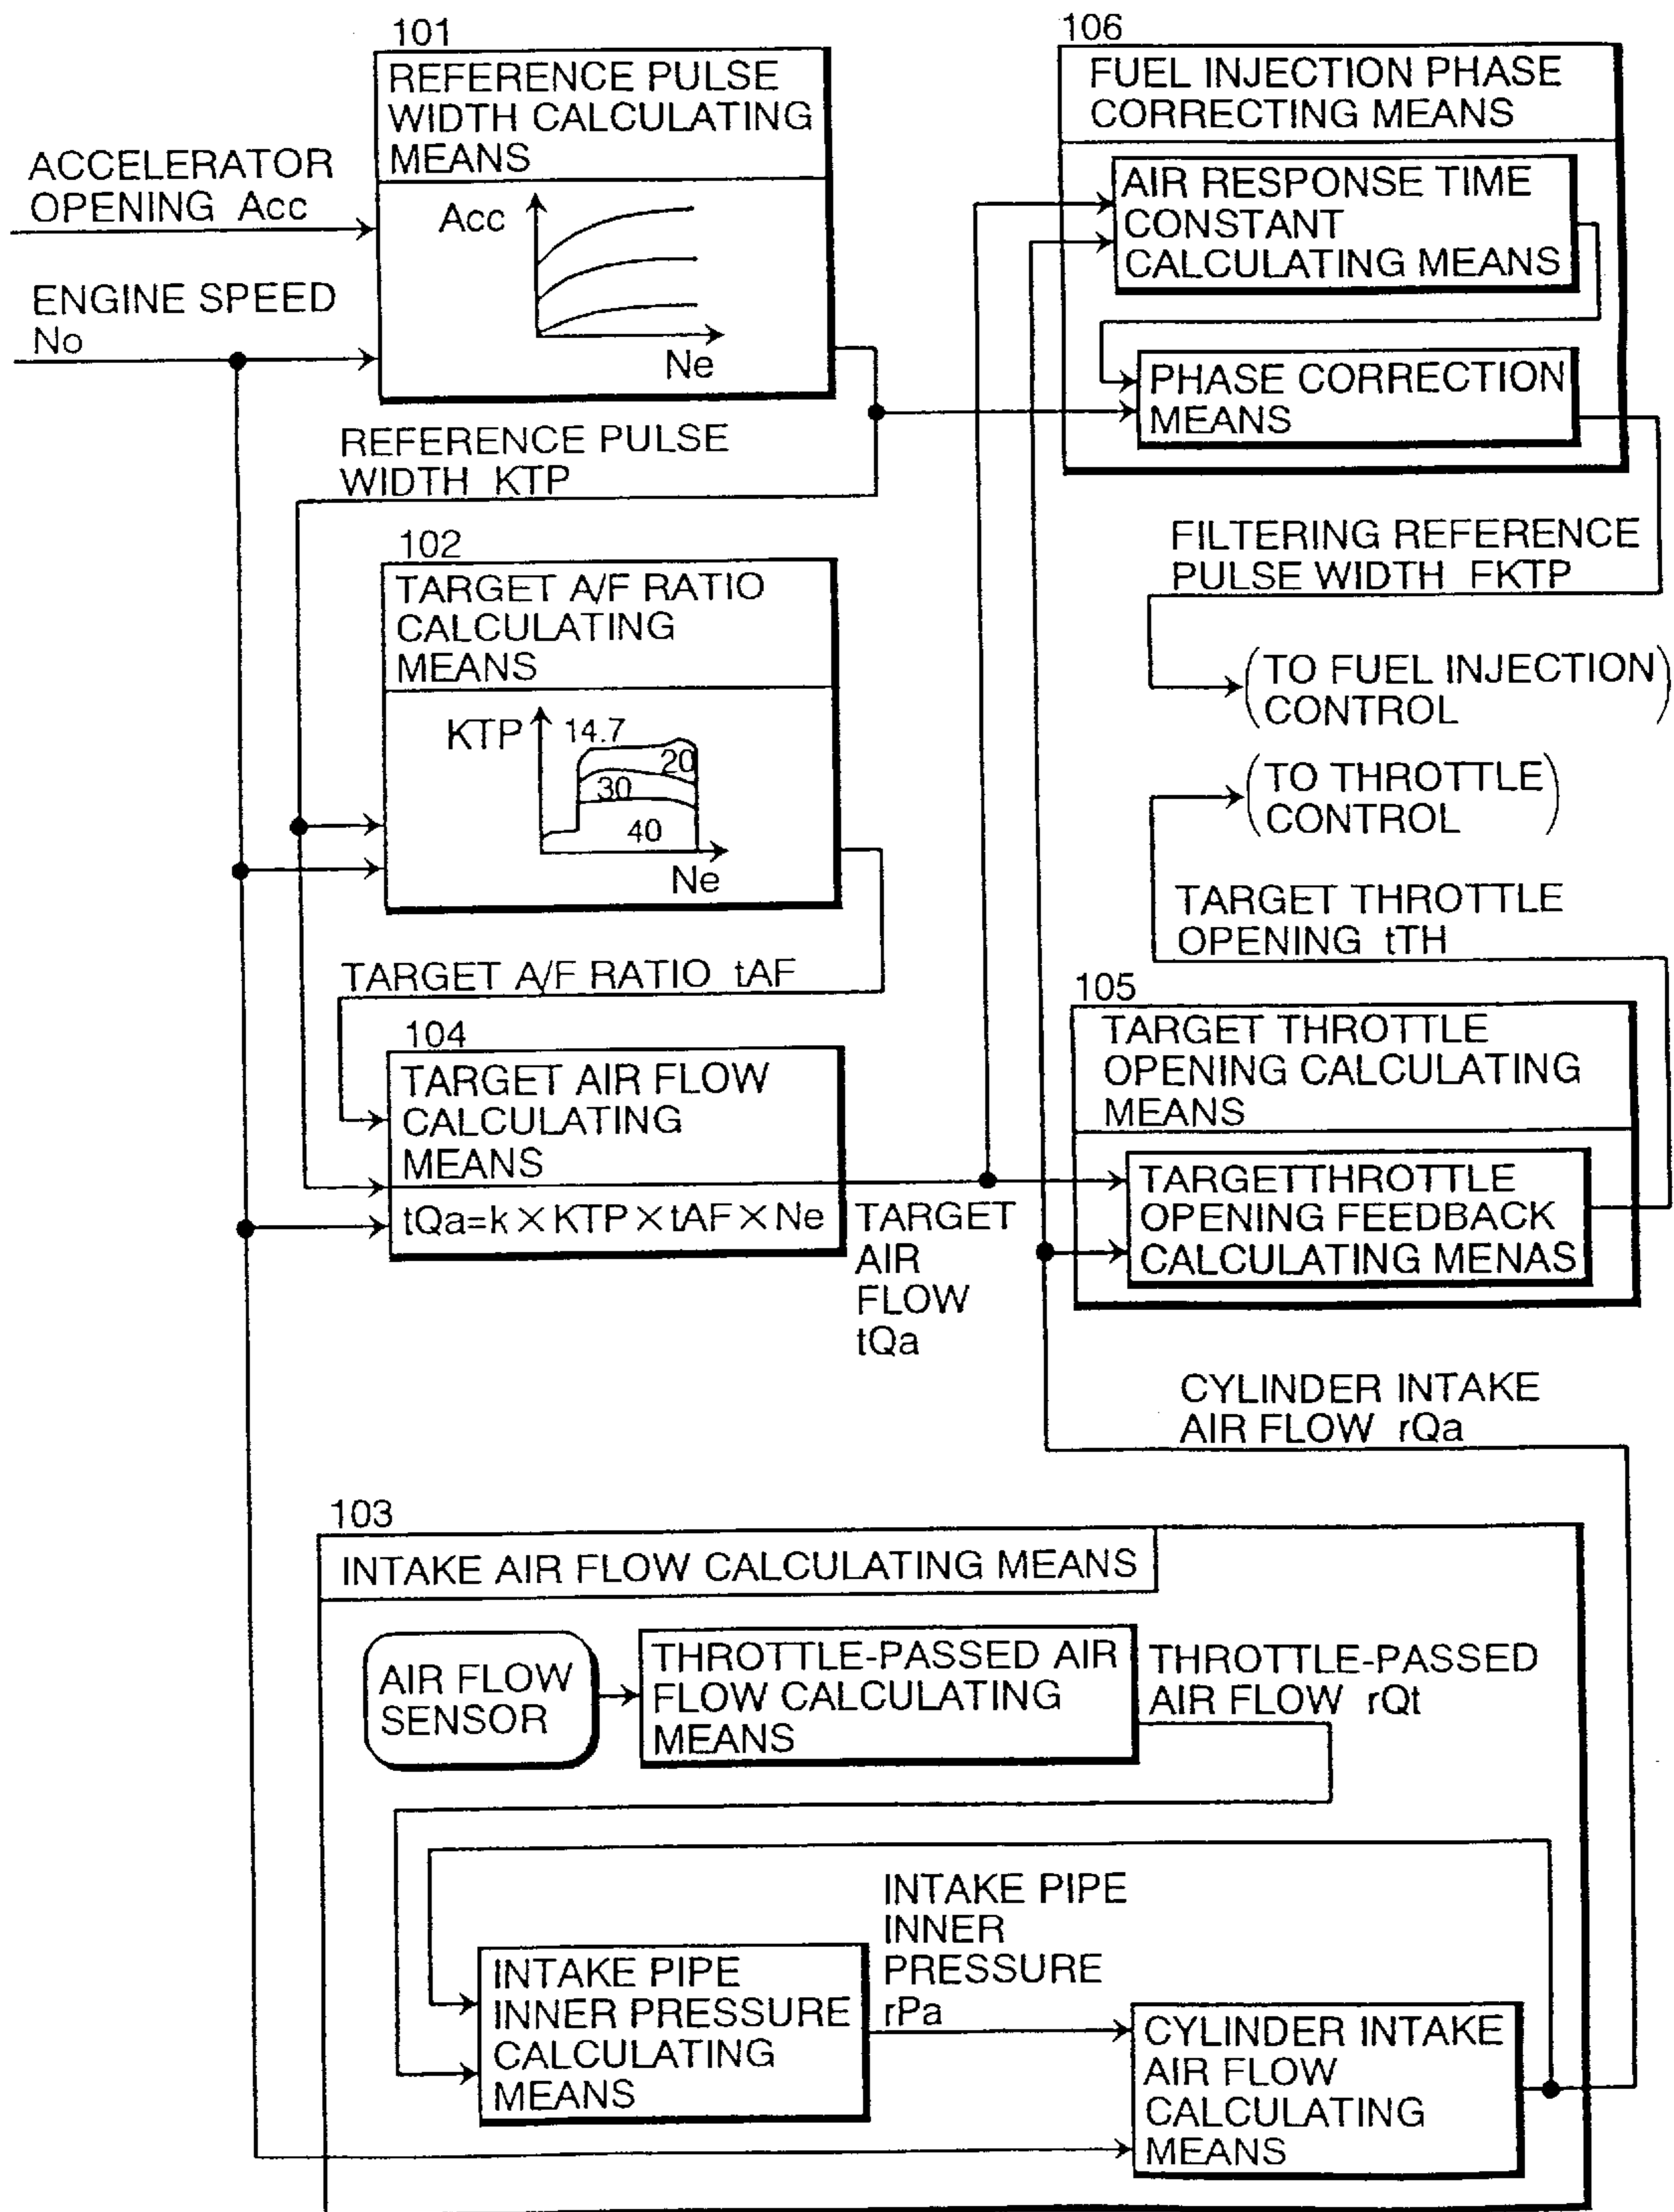 101
REFERENCE PULSE
WIDTH CALCULATING
MEANS
ACCELERATOR
OPENING Acc
ENGINE SPEED
No
Acc
Ne
REFERENCE PULSE
WIDTH KTP
102
TARGET A/F RATIO
CALCULATING
MEANS
KTP
14.7
20
30
40
Ne
TARGET A/F RATIO tAF
104
TARGET AIR FLOW
CALCULATING
MEANS
tQa=k×KTP×tAF×Ne
TARGET
AIR
FLOW
tQa
106
FUEL INJECTION PHASE
CORRECTING MEANS
AIR RESPONSE TIME
CONSTANT
CALCULATING MEANS
PHASE CORRECTION
MEANS
FILTERING REFERENCE
PULSE WIDTH FKTP
(TO FUEL INJECTION
CONTROL)
(TO THROTTLE
CONTROL)
TARGET THROTTLE
OPENING tTH
105
TARGET THROTTLE
OPENING CALCULATING
MEANS
TARGETTHROTTLE
OPENING FEEDBACK
CALCULATING MENAS
CYLINDER INTAKE
AIR FLOW rQa
103
INTAKE AIR FLOW CALCULATING MEANS
AIR FLOW
SENSOR
THROTTLE-PASSED AIR
FLOW CALCULATING
MEANS
THROTTLE-PASSED
AIR FLOW rQt
INTAKE PIPE
INNER PRESSURE
CALCULATING
MEANS
INTAKE PIPE
INNER
PRESSURE
rPa
CYLINDER INTAKE
AIR FLOW
CALCULATING
MEANS